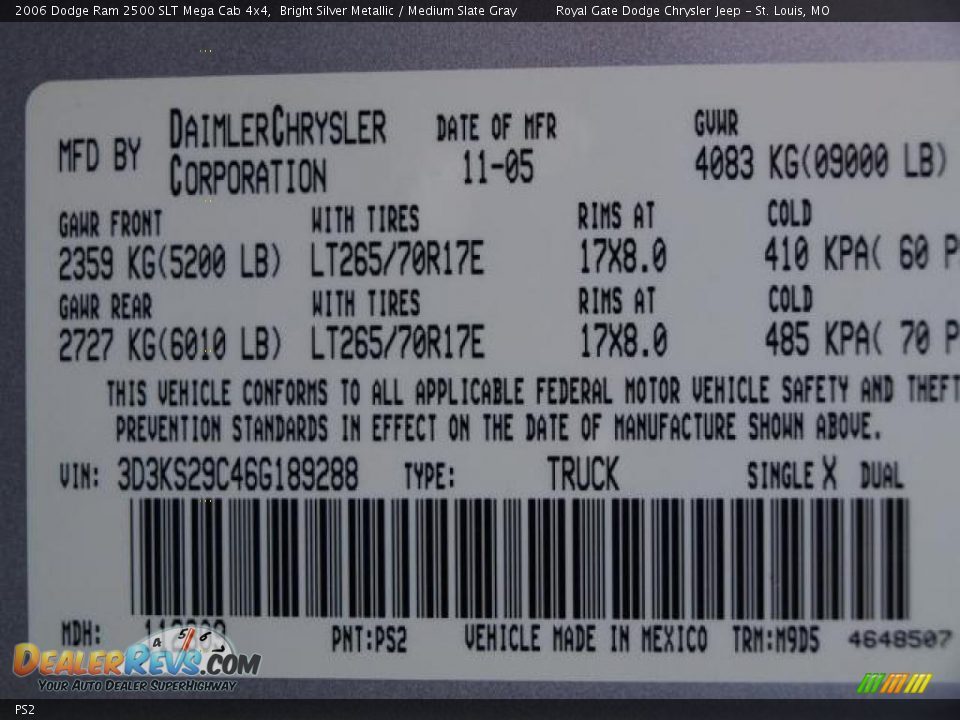 2006 Dodge Ram 2500 SLT Mega Cab 4x4, Bright Silver Metallic / Medium Slate Gray Royal Gate Dodge Chrysler Jeep - St. Louis, MO
MFD BY DAIMLERCHRYSLER CORPORATION DATE OF MFR 11-05 GVWR 4083 KG(09000 LB)
GAWR FRONT WITH TIRES RIMS AT COLD
2359 KG(5200 LB) LT265/70R17E 17X8.0 410 KPA( 60 P
GAWR REAR WITH TIRES RIMS AT COLD
2727 KG(6010 LB) LT265/70R17E 17X8.0 485 KPA( 70 P
THIS VEHICLE CONFORMS TO ALL APPLICABLE FEDERAL MOTOR VEHICLE SAFETY AND THEFT
PREVENTION STANDARDS IN EFFECT ON THE DATE OF MANUFACTURE SHOWN ABOVE.
VIN: 3D3KS29C46G189288 TYPE: TRUCK SINGLE X DUAL
MDH: PNT:PS2 VEHICLE MADE IN MEXICO TRM:M9D5 4648507
4 5 6
DEALERREVS.COM
YOUR AUTO DEALER SUPERHIGHWAY
PS2